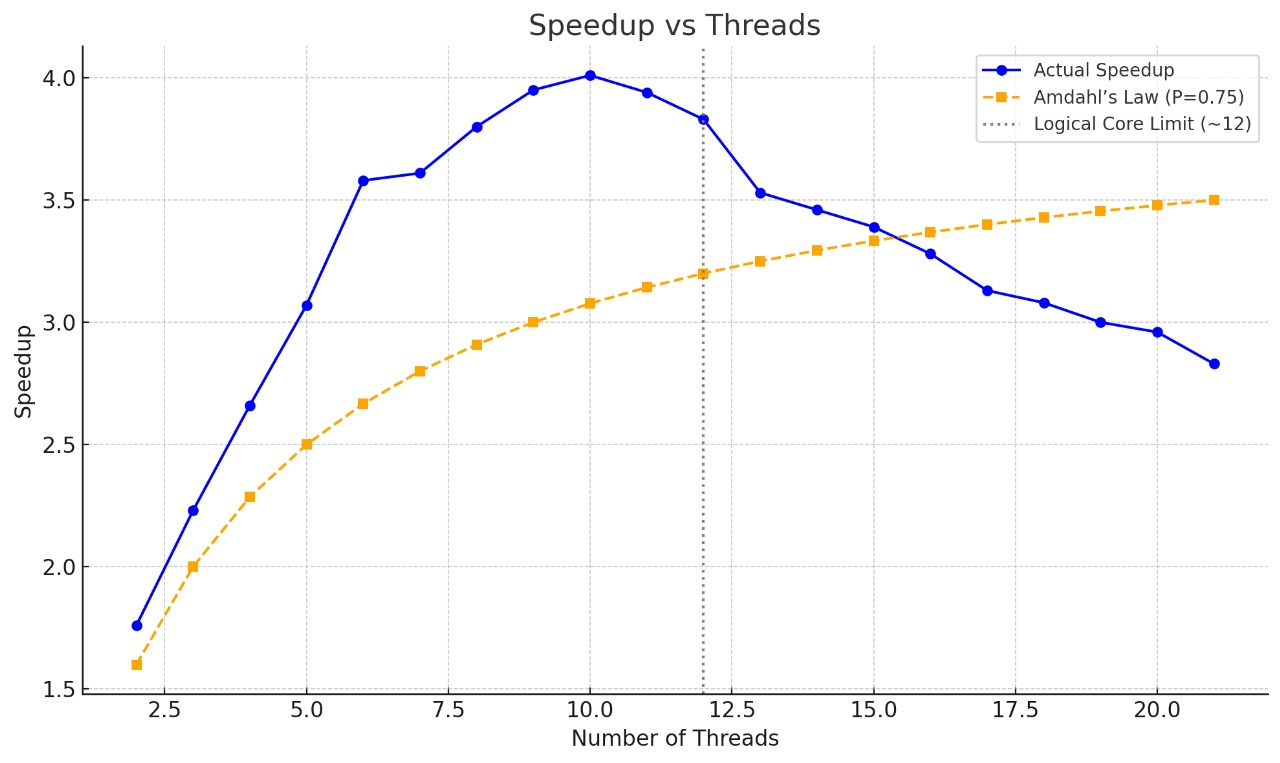 Speedup vs Threads
Actual Speedup
Amdahl’s Law (P=0.75)
Logical Core Limit (~12)
4.0
3.5
3.0
2.5
2.0
1.5
Speedup
2.5 5.0 7.5 10.0 12.5 15.0 17.5 20.0
Number of Threads